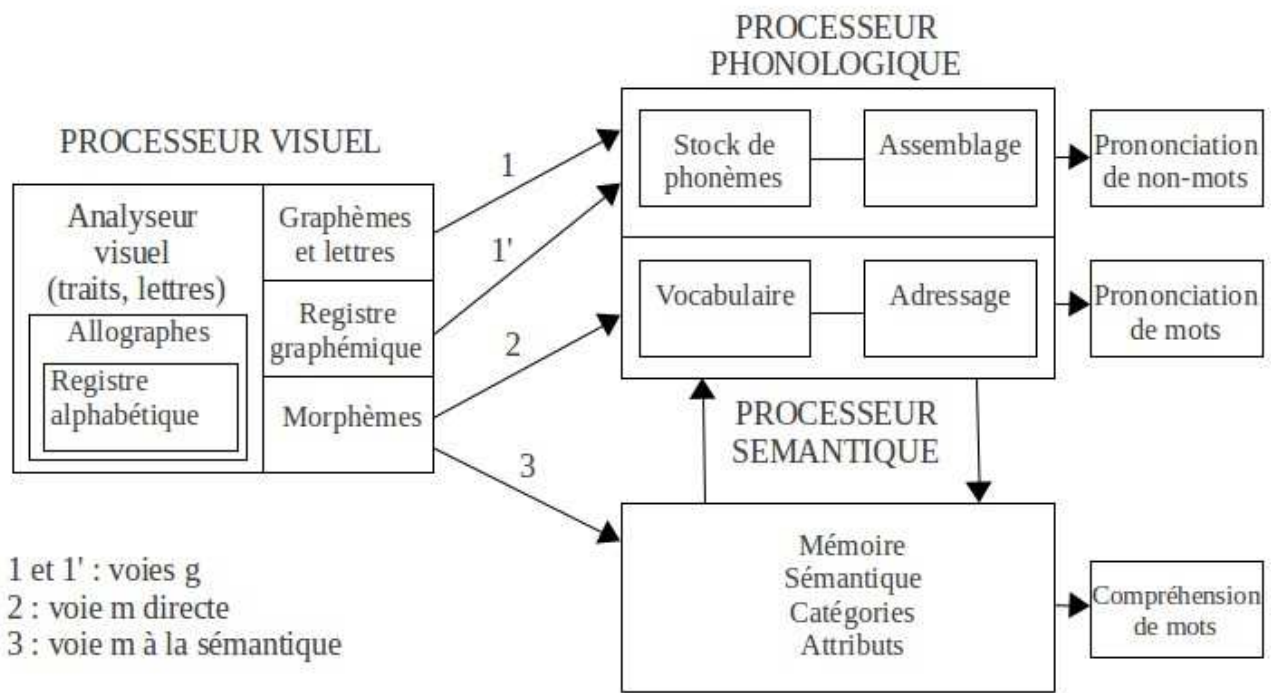 PROCESSEUR
PHONOLOGIQUE
PROCESSEUR VISUEL
Analyseur
visuel
(traits, lettres)
Allographes
Registre
alphabétique
Graphèmes
et lettres
Registre
graphémique
Morphèmes
1
1'
2
3
Stock de
phonèmes
Assemblage
Prononciation
de non-mots
Vocabulaire
Adressage
Prononciation
de mots
PROCESSEUR
SEMANTIQUE
Mémoire
Sémantique
Catégories
Attributs
Compréhension
de mots
1 et 1' : voies g
2 : voie m directe
3 : voie m à la sémantique